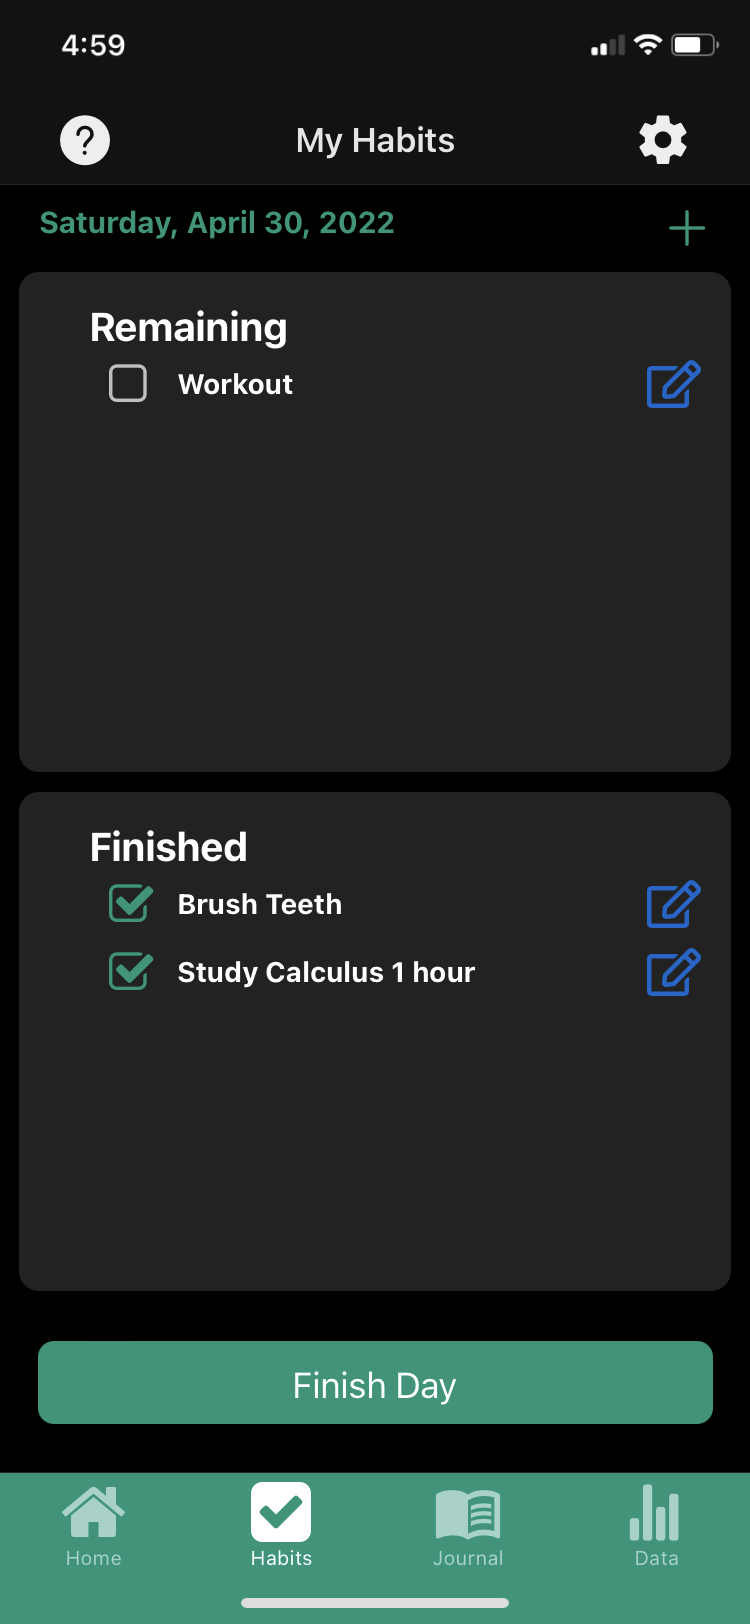 4:59
My Habits
Saturday, April 30, 2022
Remaining
Workout
Finished
Brush Teeth
Study Calculus 1 hour
Finish Day
Home Habits Journal Data